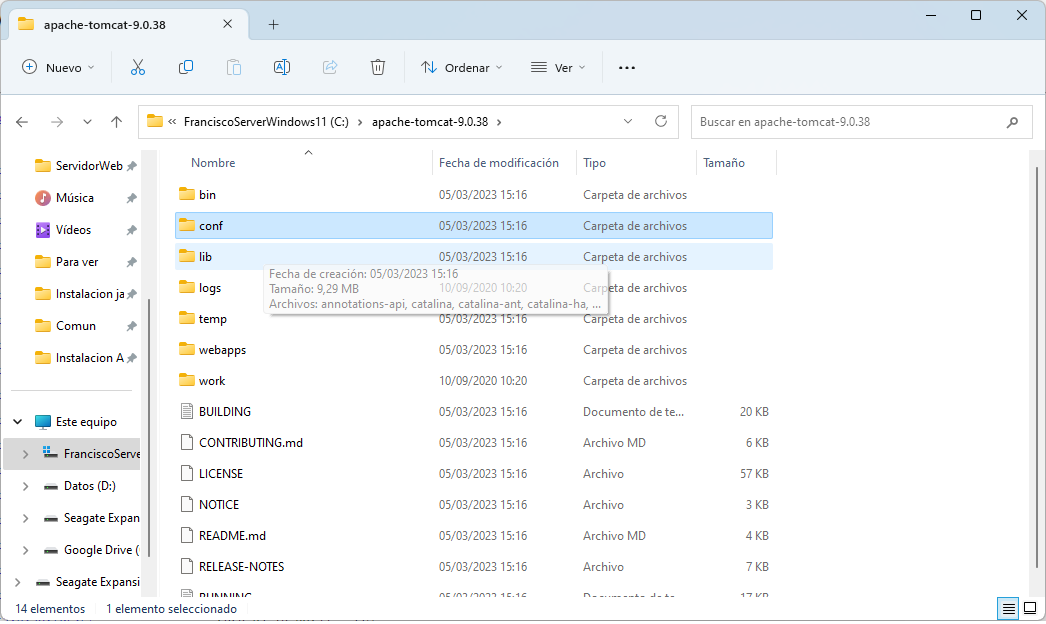 apache-tomcat-9.0.38
Nuevo
Ordenar
Ver
« FranciscoServerWindows11 (C:) > apache-tomcat-9.0.38 >
Buscar en apache-tomcat-9.0.38
ServidorWeb
Música
Vídeos
Para ver
Instalacion ja
Comun
Instalacion A
Este equipo
FranciscoServe
Datos (D:)
Seagate Expan
Google Drive (
Seagate Expansi
Nombre Fecha de modificación Tipo Tamaño
bin 05/03/2023 15:16 Carpeta de archivos
conf 05/03/2023 15:16 Carpeta de archivos
lib 05/03/2023 15:16 Carpeta de archivos
Fecha de creación: 05/03/2023 15:16
Tamaño: 9,29 MB
Archivos: annotations-api, catalina, catalina-ant, catalina-ha, ...
logs 10/09/2020 10:20 Carpeta de archivos
temp 05/03/2023 15:16 Carpeta de archivos
webapps 05/03/2023 15:16 Carpeta de archivos
work 10/09/2020 10:20 Carpeta de archivos
BUILDING 05/03/2023 15:16 Documento de te... 20 KB
CONTRIBUTING.md 05/03/2023 15:16 Archivo MD 6 KB
LICENSE 05/03/2023 15:16 Archivo 57 KB
NOTICE 05/03/2023 15:16 Archivo 3 KB
README.md 05/03/2023 15:16 Archivo MD 4 KB
RELEASE-NOTES 05/03/2023 15:16 Archivo 7 KB
RUNNING 05/03/2023 15:16 Documento de te... 17 KB
14 elementos 1 elemento seleccionado